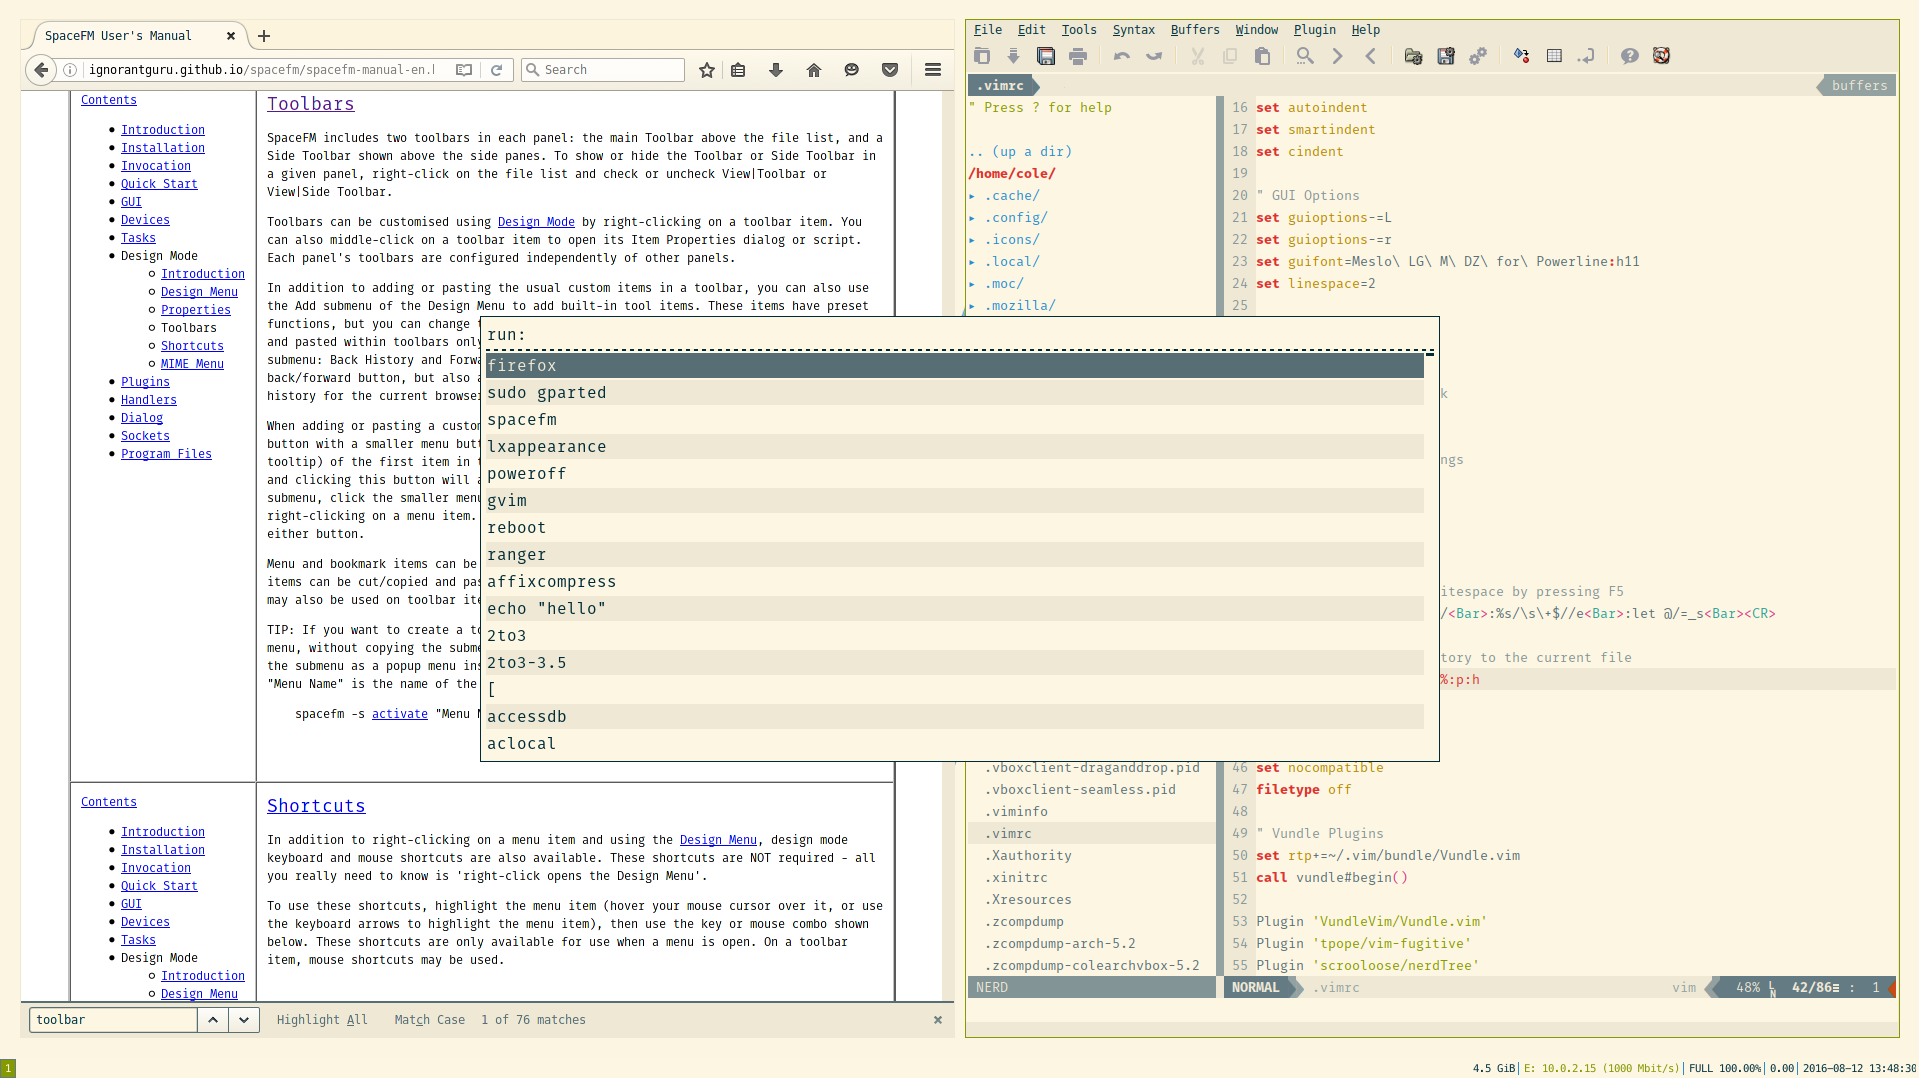 SpaceFM User's Manual
ignorantguru.github.io/spacefm/spacefm-manual-en.
Search
Contents
Introduction
Installation
Invocation
Quick Start
GUI
Devices
Tasks
Design Mode
Introduction
Design Menu
Properties
Toolbars
Shortcuts
MIME Menu
Plugins
Handlers
Dialog
Sockets
Program Files
Toolbars
SpaceFM includes two toolbars in each panel: the main Toolbar above the file list, and a
Side Toolbar shown above the side panes. To show or hide the Toolbar or Side Toolbar in
a given panel, right-click on the file list and check or uncheck View|Toolbar or
View|Side Toolbar.
Toolbars can be customised using Design Mode by right-clicking on a toolbar item. You
can also middle-click on a toolbar item to open its Item Properties dialog or script.
Each panel's toolbars are configured independently of other panels.
In addition to adding or pasting the usual custom items in a toolbar, you can also use
the Add submenu of the Design Menu to add built-in tool items. These items have preset
functions, but you can change
and pasted within toolbars only
submenu: Back History and Forwa
back/forward button, but also
history for the current browser
When adding or pasting a custom
button with a smaller menu butt
tooltip) of the first item in
and clicking this button will
submenu, click the smaller menu
right-clicking on a menu item.
either button.
Menu and bookmark items can be
items can be cut/copied and pas
may also be used on toolbar ite
TIP: If you want to create a to
menu, without copying the subme
the submenu as a popup menu ins
"Menu Name" is the name of the
spacefm -s activate "Menu
Contents
Introduction
Installation
Invocation
Quick Start
GUI
Devices
Tasks
Design Mode
Introduction
Design Menu
Shortcuts
In addition to right-clicking on a menu item and using the Design Menu, design mode
keyboard and mouse shortcuts are also available. These shortcuts are NOT required - all
you really need to know is 'right-click opens the Design Menu'.
To use these shortcuts, highlight the menu item (hover your mouse cursor over it, or use
the keyboard arrows to highlight the menu item), then use the key or mouse combo shown
below. These shortcuts are only available for use when a menu is open. On a toolbar
item, mouse shortcuts may be used.
toolbar
Highlight All Match Case 1 of 76 matches
run:
firefox
sudo gparted
spacefm
lxappearance
poweroff
gvim
reboot
ranger
affixcompress
echo "hello"
2to3
2to3-3.5
[
accessdb
aclocal
File Edit Tools Syntax Buffers Window Plugin Help
.vimrc
buffers
" Press ? for help
.. (up a dir)
/home/cole/
▸ .cache/
▸ .config/
▸ .icons/
▸ .local/
▸ .moc/
▸ .mozilla/
.vboxclient-draganddrop.pid
.vboxclient-seamless.pid
.viminfo
.vimrc
.Xauthority
.xinitrc
.Xresources
.zcompdump
.zcompdump-arch-5.2
.zcompdump-colearchvbox-5.2
NERD
16 set autoindent
17 set smartindent
18 set cindent
19
20 " GUI Options
21 set guioptions-=L
22 set guioptions-=r
23 set guifont=Meslo\ LG\ M\ DZ\ for\ Powerline:h11
24 set linespace=2
25
k
ngs
itespace by pressing F5
/<Bar>:%s/\s\+$//e<Bar>:let @/=_s<Bar><CR>
tory to the current file
%:p:h
46 set nocompatible
47 filetype off
48
49 " Vundle Plugins
50 set rtp+=~/.vim/bundle/Vundle.vim
51 call vundle#begin()
52
53 Plugin 'VundleVim/Vundle.vim'
54 Plugin 'tpope/vim-fugitive'
55 Plugin 'scrooloose/nerdTree'
NORMAL .vimrc vim 48% LN 42/86≡ : 1
1
4.5 GiB| E: 10.0.2.15 (1000 Mbit/s)| FULL 100.00%| 0.00| 2016-08-12 13:48:30